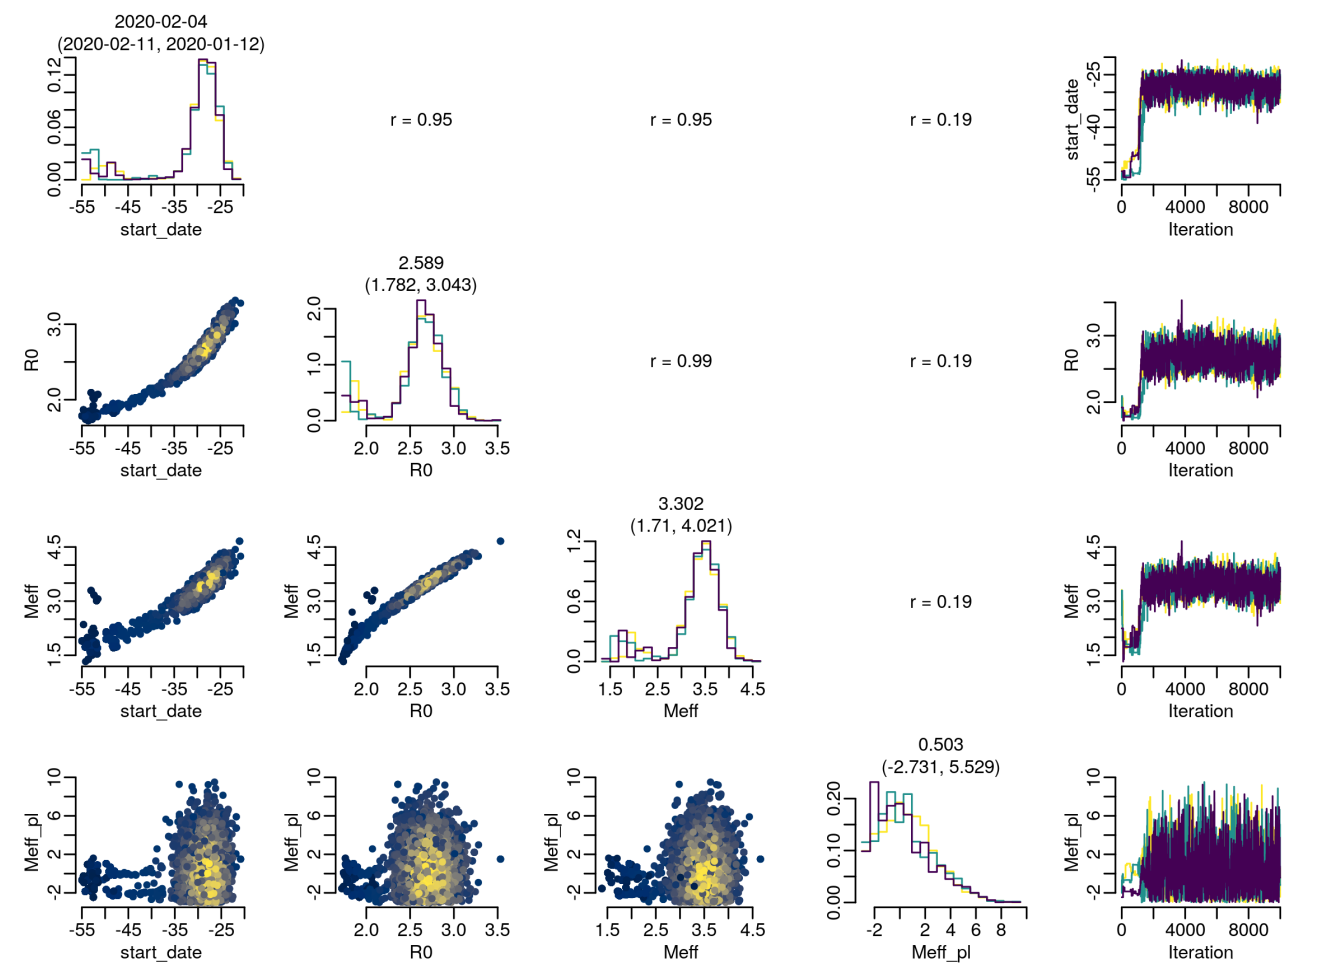 2020-02-04
(2020-02-11, 2020-01-12)
0.00 0.06 0.12
-55 -45 -35 -25
start_date
r = 0.95
r = 0.95
r = 0.19
start_date
-55 -40 -25
0 4000 8000
Iteration
R0
2.0 3.0
-55 -45 -35 -25
start_date
2.589
(1.782, 3.043)
0.0 1.0 2.0
2.0 2.5 3.0 3.5
R0
r = 0.99
r = 0.19
R0
2.0 3.0
0 4000 8000
Iteration
Meff
1.5 3.0 4.5
-55 -45 -35 -25
start_date
Meff
1.5 3.0 4.5
2.0 2.5 3.0 3.5
R0
3.302
(1.71, 4.021)
0.0 0.6 1.2
1.5 2.5 3.5 4.5
Meff
r = 0.19
Meff
1.5 3.0 4.5
0 4000 8000
Iteration
Meff_pl
-2 2 6 10
-55 -45 -35 -25
start_date
Meff_pl
-2 2 6 10
2.0 2.5 3.0 3.5
R0
Meff_pl
-2 2 6 10
1.5 2.5 3.5 4.5
Meff
0.503
(-2.731, 5.529)
0.00 0.10 0.20
-2 2 4 6 8
Meff_pl
Meff_pl
-2 2 6 10
0 4000 8000
Iteration